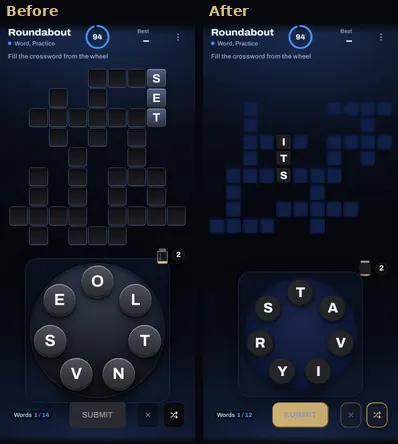 Before
After
Roundabout
94
Best
–
Word, Practice
Fill the crossword from the wheel
S
E
T
2
O
E
L
S
T
V
N
Words 1 / 14
SUBMIT
×
Roundabout
94
Best
–
Word, Practice
Fill the crossword from the wheel
I
T
S
2
T
S
A
R
V
Y
I
Words 1 / 12
SUBMIT
×